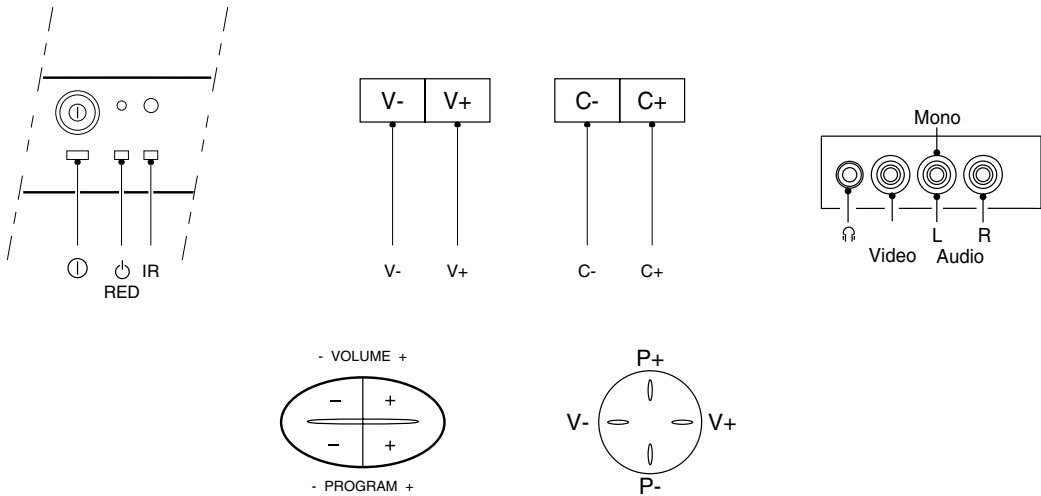 V- V+ C- C+
Mono
V- V+ C- C+
IR
RED
L R
Video Audio
- VOLUME +
- +
- +
- PROGRAM +
P+
V- V+
P-